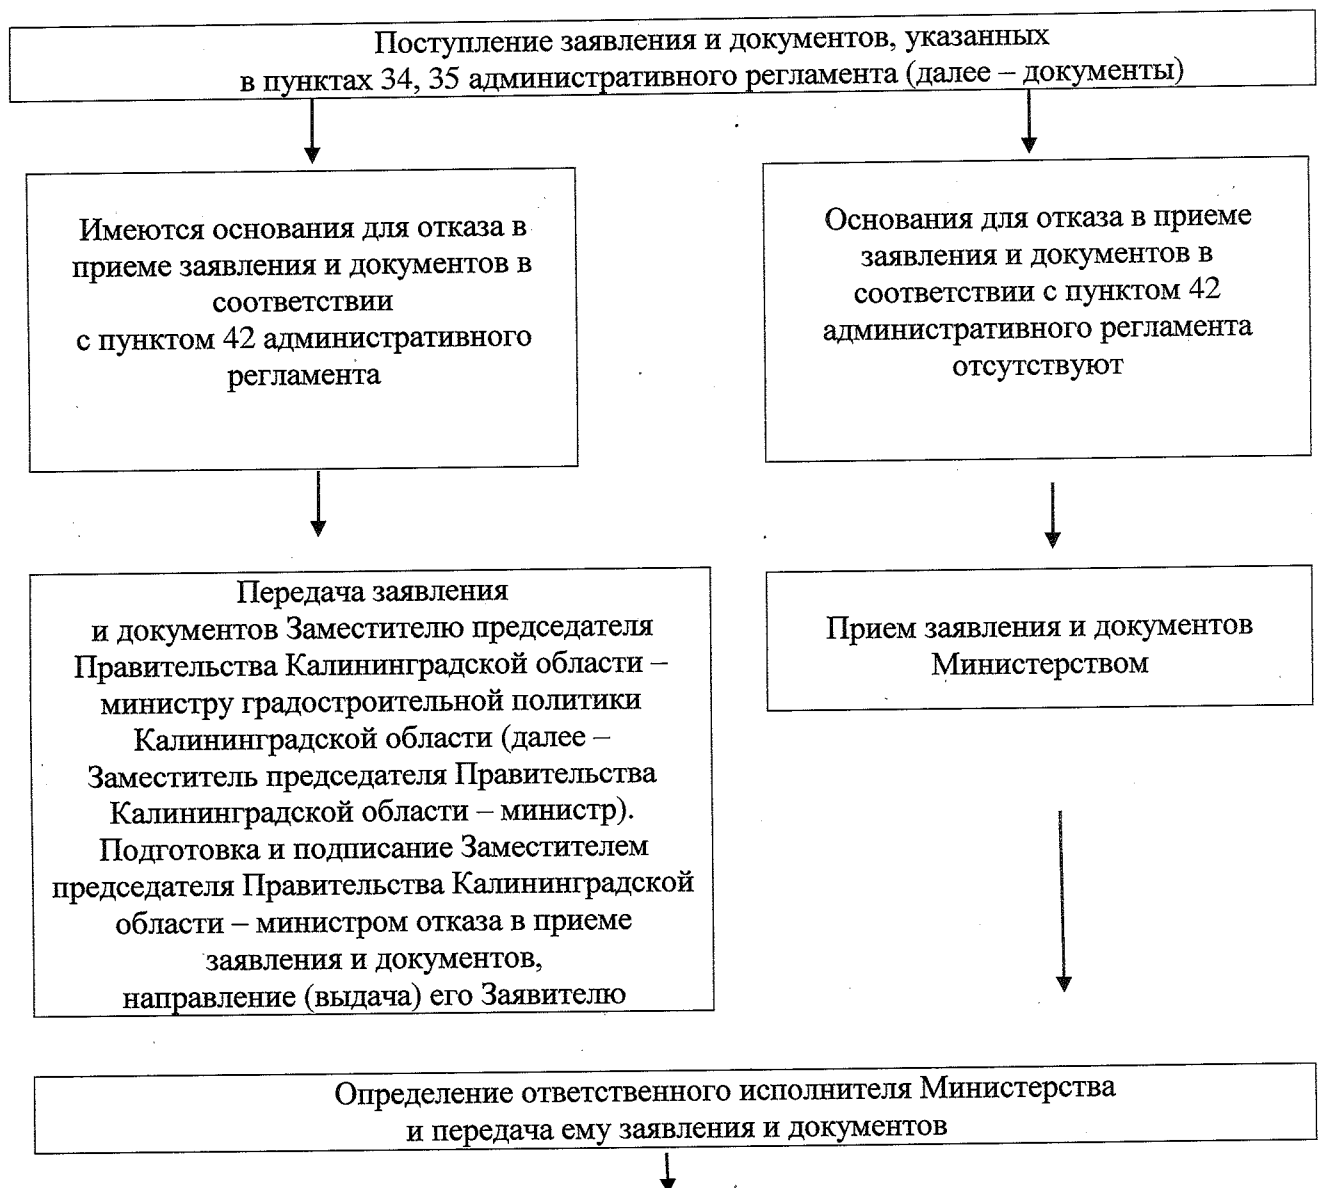 Поступление заявления и документов, указанных
в пунктах 34, 35 административного регламента (далее – документы)
Имеются основания для отказа в
приеме заявления и документов в
соответствии
с пунктом 42 административного
регламента
Основания для отказа в приеме
заявления и документов в
соответствии с пунктом 42
административного регламента
отсутствуют
Передача заявления
и документов Заместителю председателя
Правительства Калининградской области –
министру градостроительной политики
Калининградской области (далее –
Заместитель председателя Правительства
Калининградской области – министр).
Подготовка и подписание Заместителем
председателя Правительства Калининградской
области – министром отказа в приеме
заявления и документов,
направление (выдача) его Заявителю
Прием заявления и документов
Министерством
Определение ответственного исполнителя Министерства
и передача ему заявления и документов